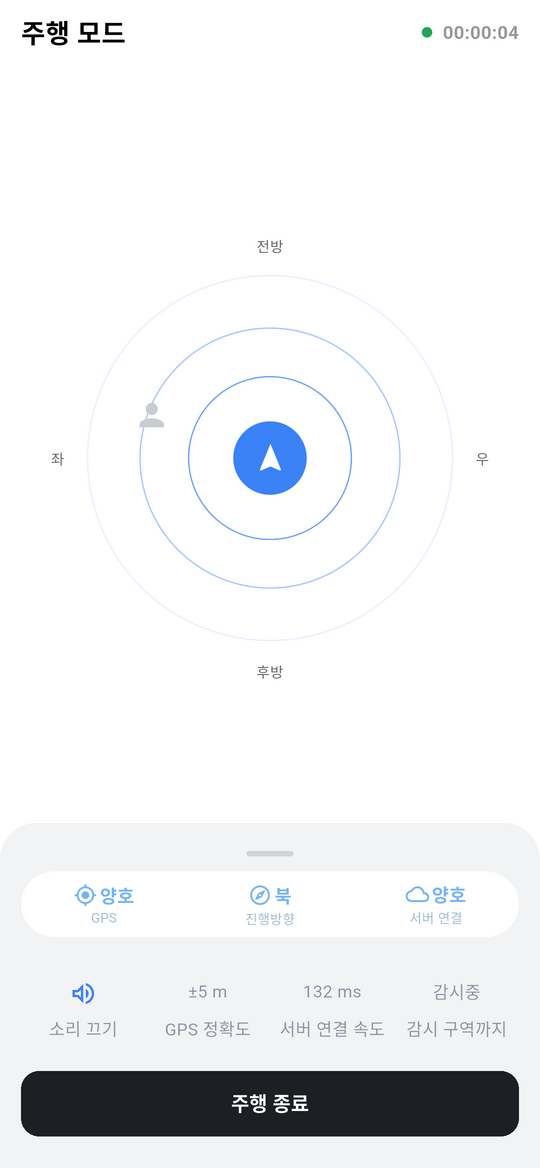 주행 모드
00:00:04
전방
좌
우
후방
양호
GPS
북
진행방향
양호
서버 연결
소리 끄기
±5 m
GPS 정확도
132 ms
서버 연결 속도
감시중
감시 구역까지
주행 종료